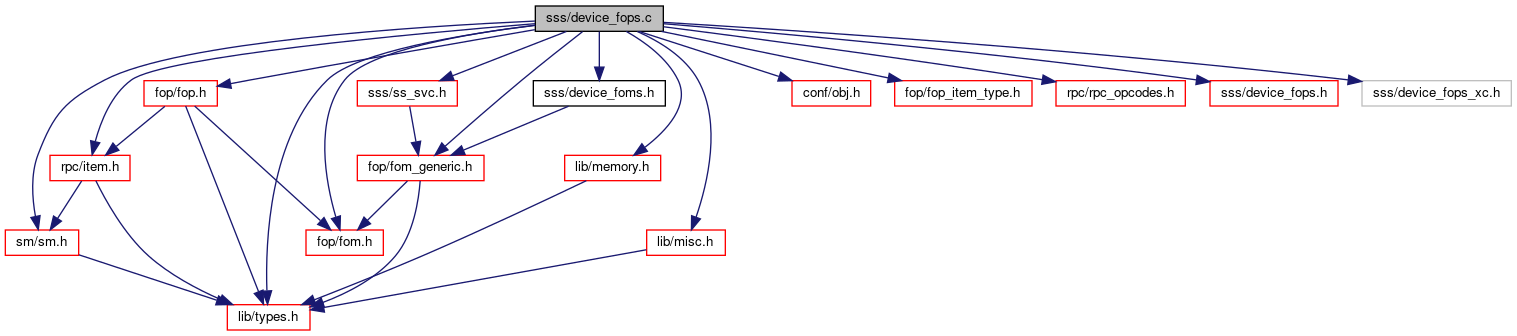 sss/device_fops.c
fop/fop.h
sss/ss_svc.h
sss/device_foms.h
conf/obj.h
fop/fop_item_type.h
rpc/rpc_opcodes.h
sss/device_fops.h
sss/device_fops_xc.h
rpc/item.h
fop/fom_generic.h
lib/memory.h
sm/sm.h
fop/fom.h
lib/misc.h
lib/types.h